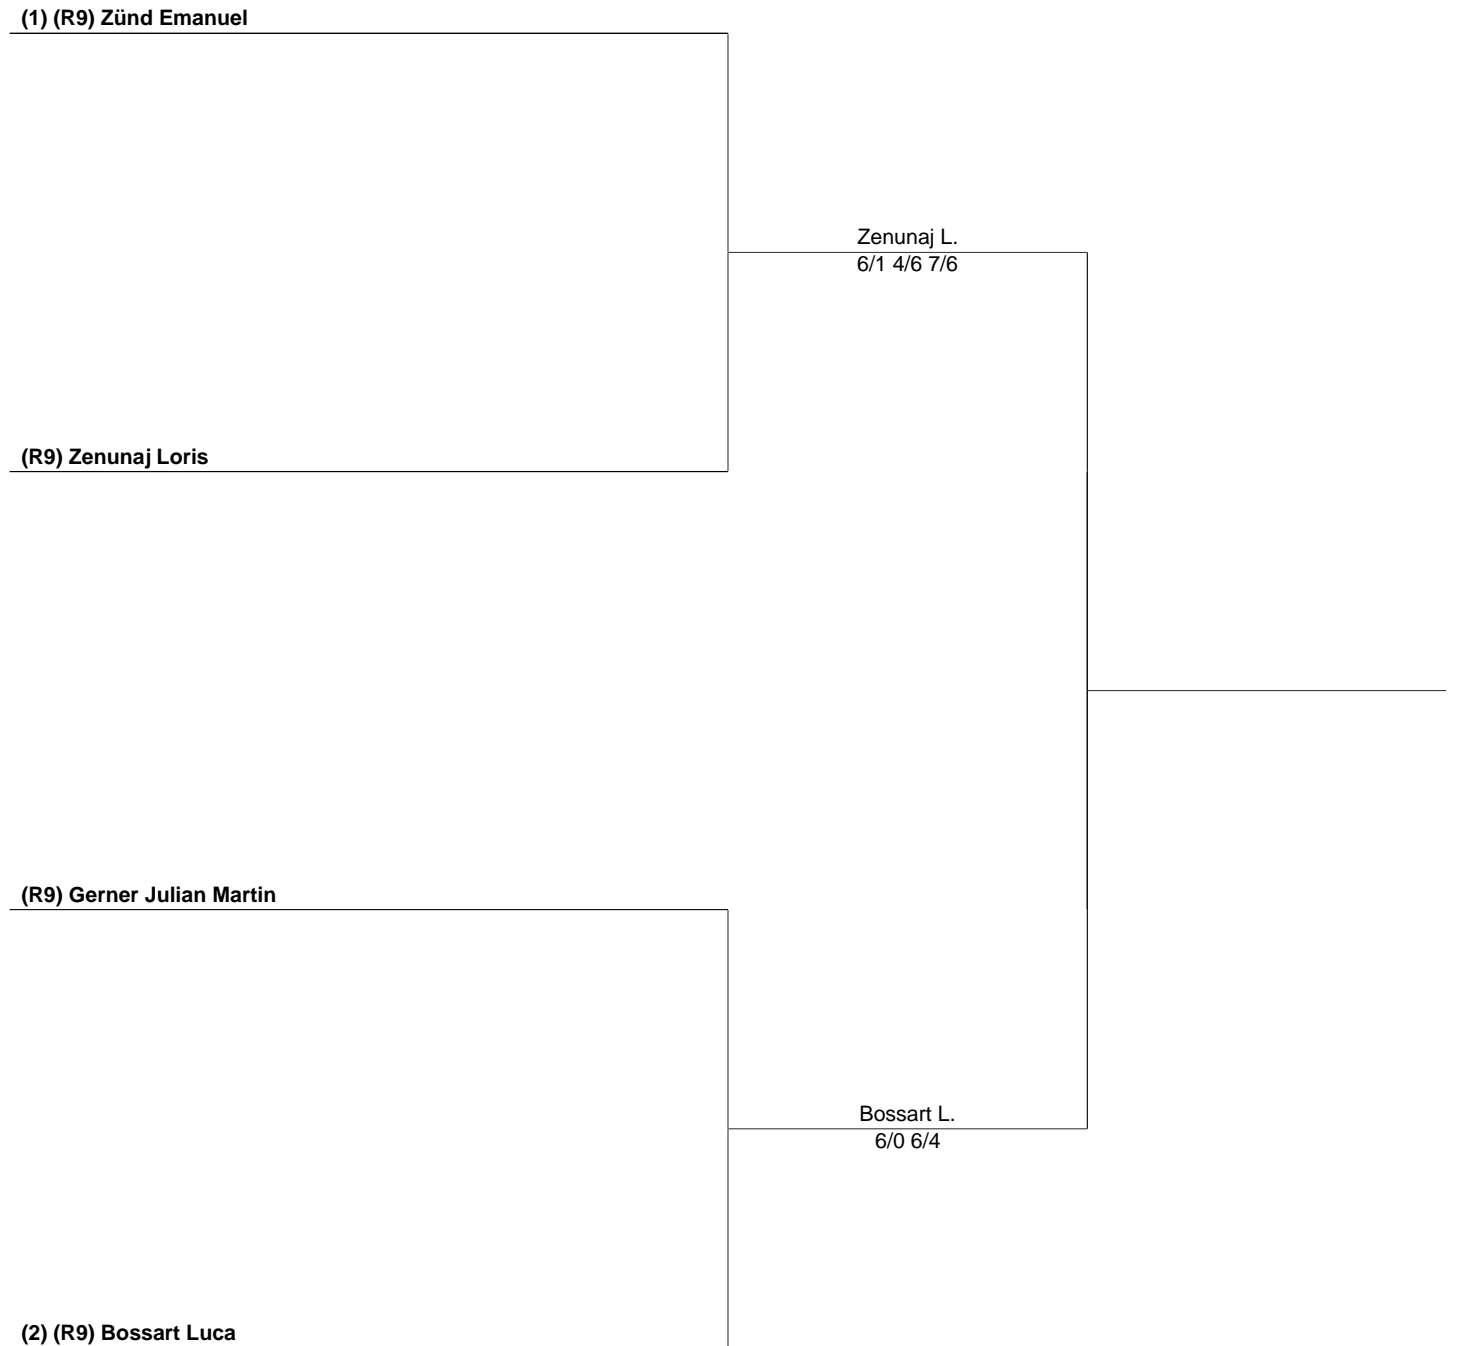 (1) (R9) Zünd Emanuel
Zenunaj L.
6/1 4/6 7/6
(R9) Zenunaj Loris
(R9) Gerner Julian Martin
Bossart L.
6/0 6/4
(2) (R9) Bossart Luca